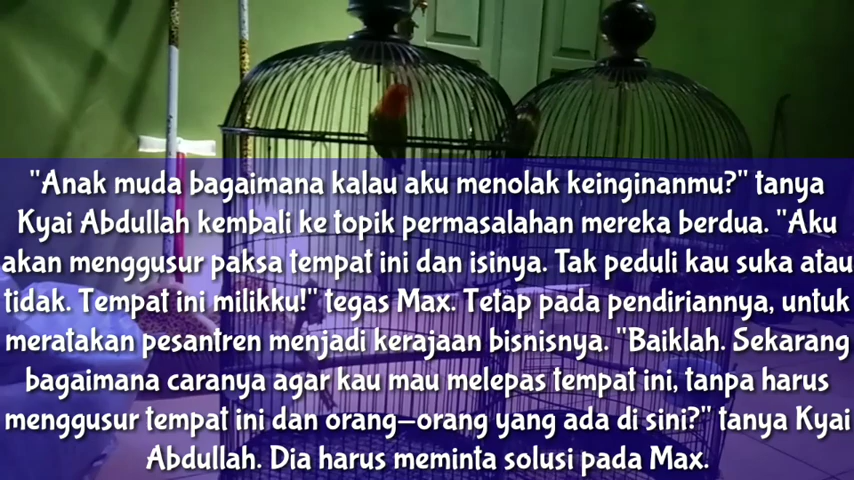 "Anak muda bagaimana kalau aku menolak keinginanmu?" tanya
Kyai Abdullah kembali ke topik permasalahan mereka berdua. "Aku
akan menggusur paksa tempat ini dan isinya. Tak peduli kau suka atau
tidak. Tempat ini milikku!" tegas Max. Tetap pada pendiriannya, untuk
meratakan pesantren menjadi kerajaan bisnisnya. "Baiklah. Sekarang
bagaimana caranya agar kau mau melepas tempat ini, tanpa harus
menggusur tempat ini dan orang-orang yang ada di sini?" tanya Kyai
Abdullah. Dia harus meminta solusi pada Max.